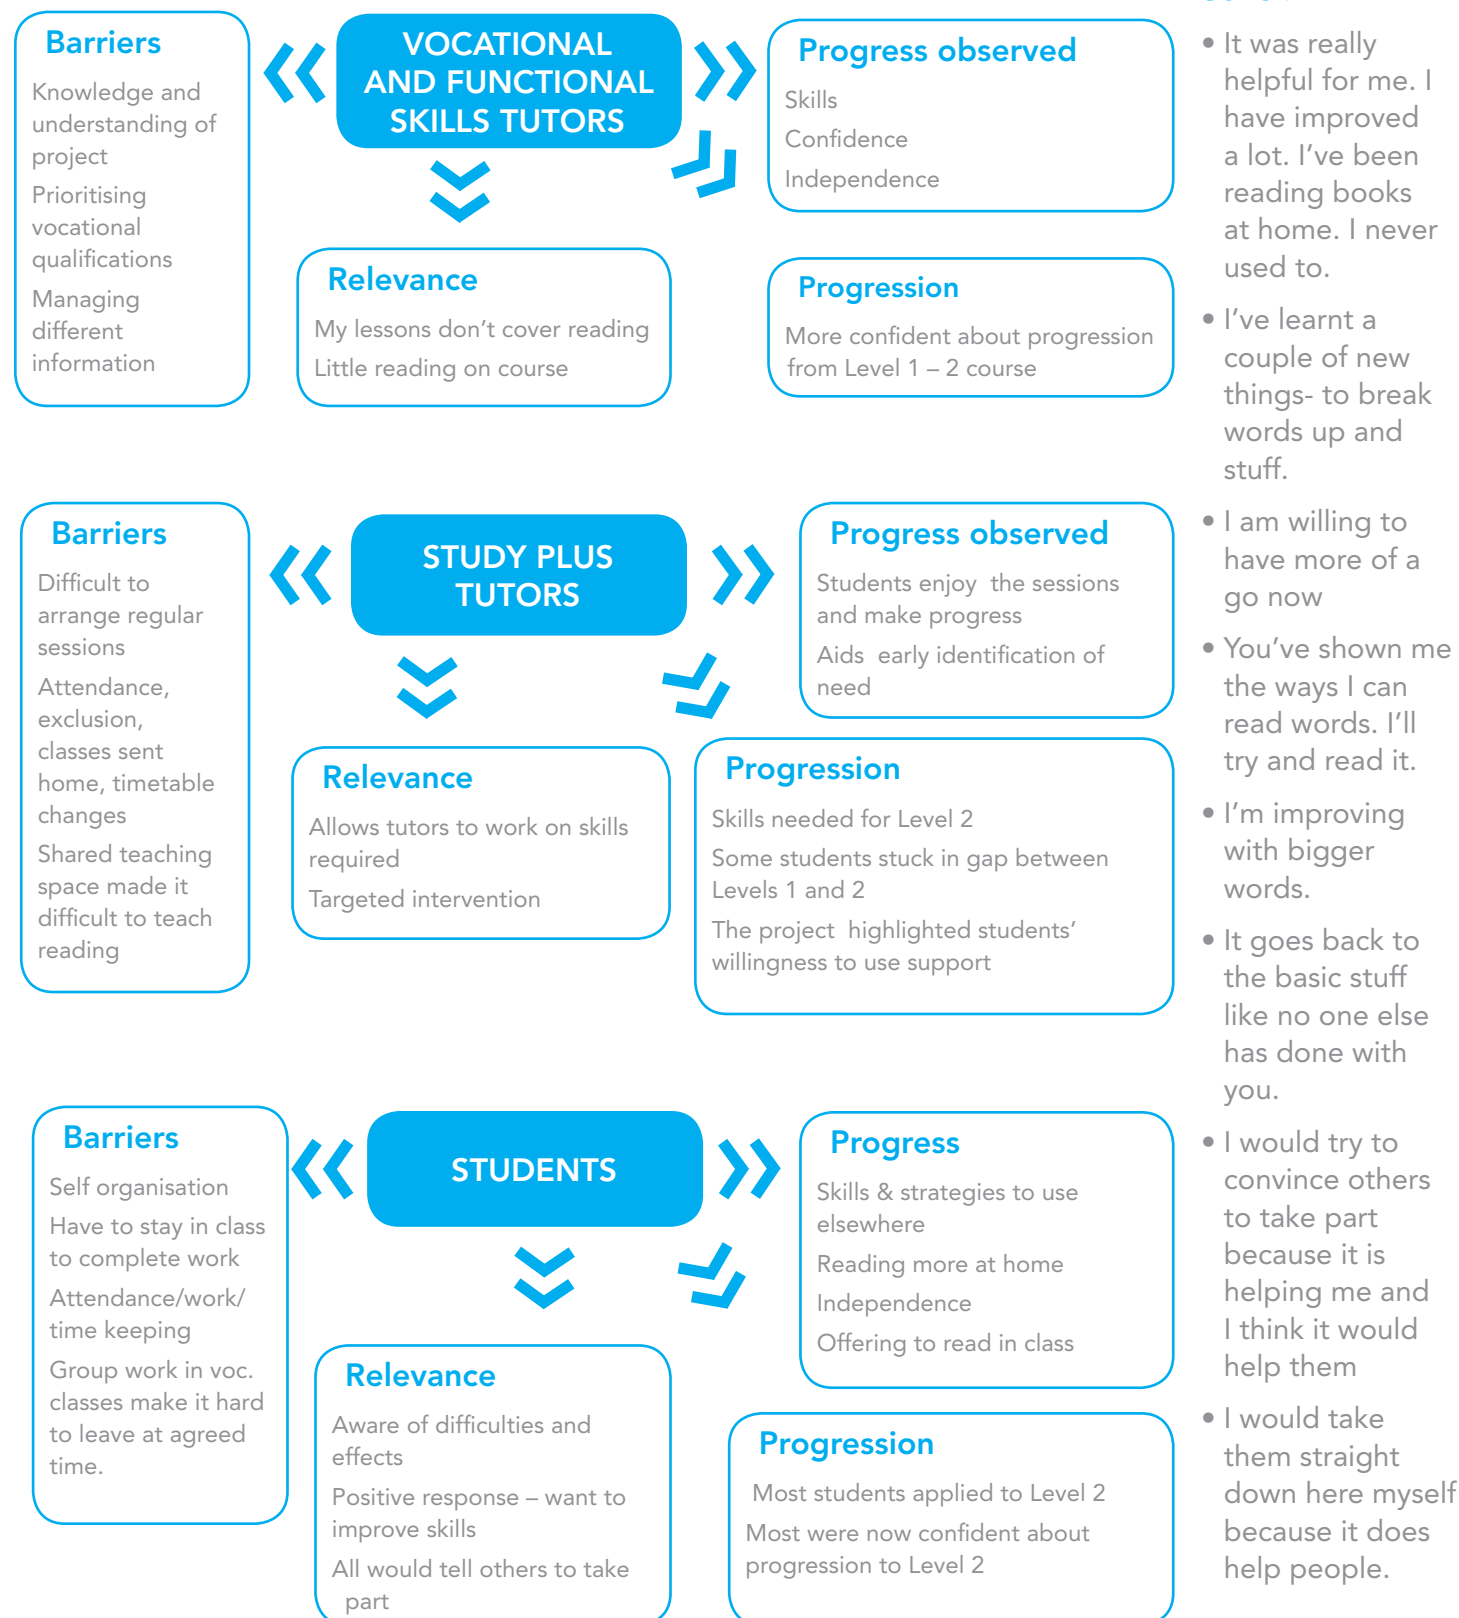 VOCATIONAL
AND FUNCTIONAL
SKILLS TUTORS
Barriers
Knowledge and
understanding of
project
Prioritising
vocational
qualifications
Managing
different
information
Relevance
My lessons don’t cover reading
Little reading on course
Progress observed
Skills
Confidence
Independence
Progression
More confident about progression
from Level 1 – 2 course
STUDY PLUS
TUTORS
Barriers
Difficult to
arrange regular
sessions
Attendance,
exclusion,
classes sent
home, timetable
changes
Shared teaching
space made it
difficult to teach
reading
Relevance
Allows tutors to work on skills
required
Targeted intervention
Progress observed
Students enjoy the sessions
and make progress
Aids early identification of
need
Progression
Skills needed for Level 2
Some students stuck in gap between
Levels 1 and 2
The project highlighted students’
willingness to use support
STUDENTS
Barriers
Self organisation
Have to stay in class
to complete work
Attendance/work/
time keeping
Group work in voc.
classes make it hard
to leave at agreed
time.
Relevance
Aware of difficulties and
effects
Positive response – want to
improve skills
All would tell others to take
part
Progress
Skills & strategies to use
elsewhere
Reading more at home
Independence
Offering to read in class
Progression
Most students applied to Level 2
Most were now confident about
progression to Level 2
• It was really
helpful for me. I
have improved
a lot. I’ve been
reading books
at home. I never
used to.
• I’ve learnt a
couple of new
things- to break
words up and
stuff.
• I am willing to
have more of a
go now
• You’ve shown me
the ways I can
read words. I’ll
try and read it.
• I’m improving
with bigger
words.
• It goes back to
the basic stuff
like no one else
has done with
you.
• I would try to
convince others
to take part
because it is
helping me and
I think it would
help them
• I would take
them straight
down here myself
because it does
help people.